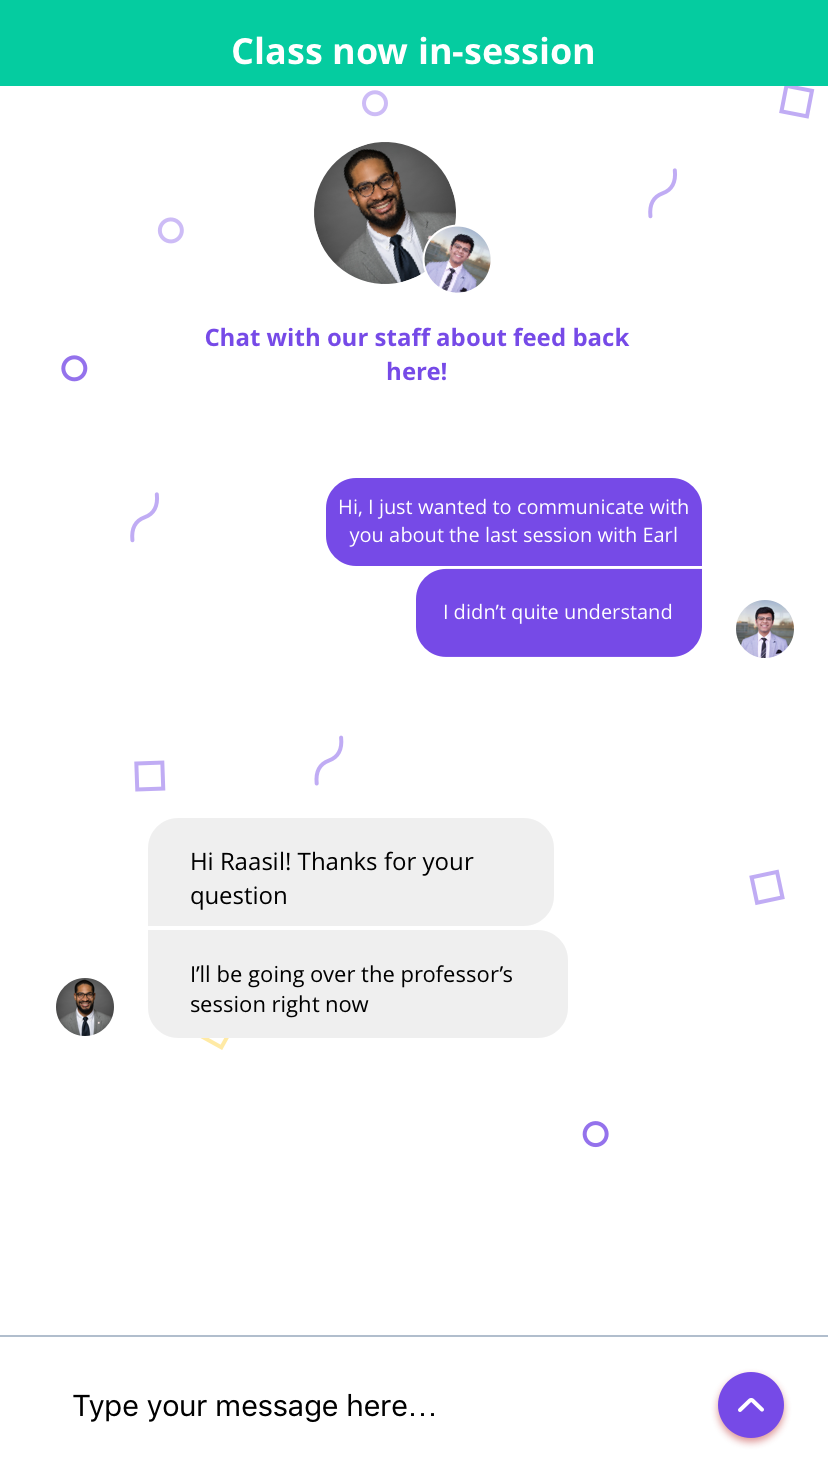 Class now in-session
Chat with our staff about feed back
here!
Hi, I just wanted to communicate with
you about the last session with Earl
I didn’t quite understand
Hi Raasil! Thanks for your
question
I’ll be going over the professor’s
session right now
Type your message here...